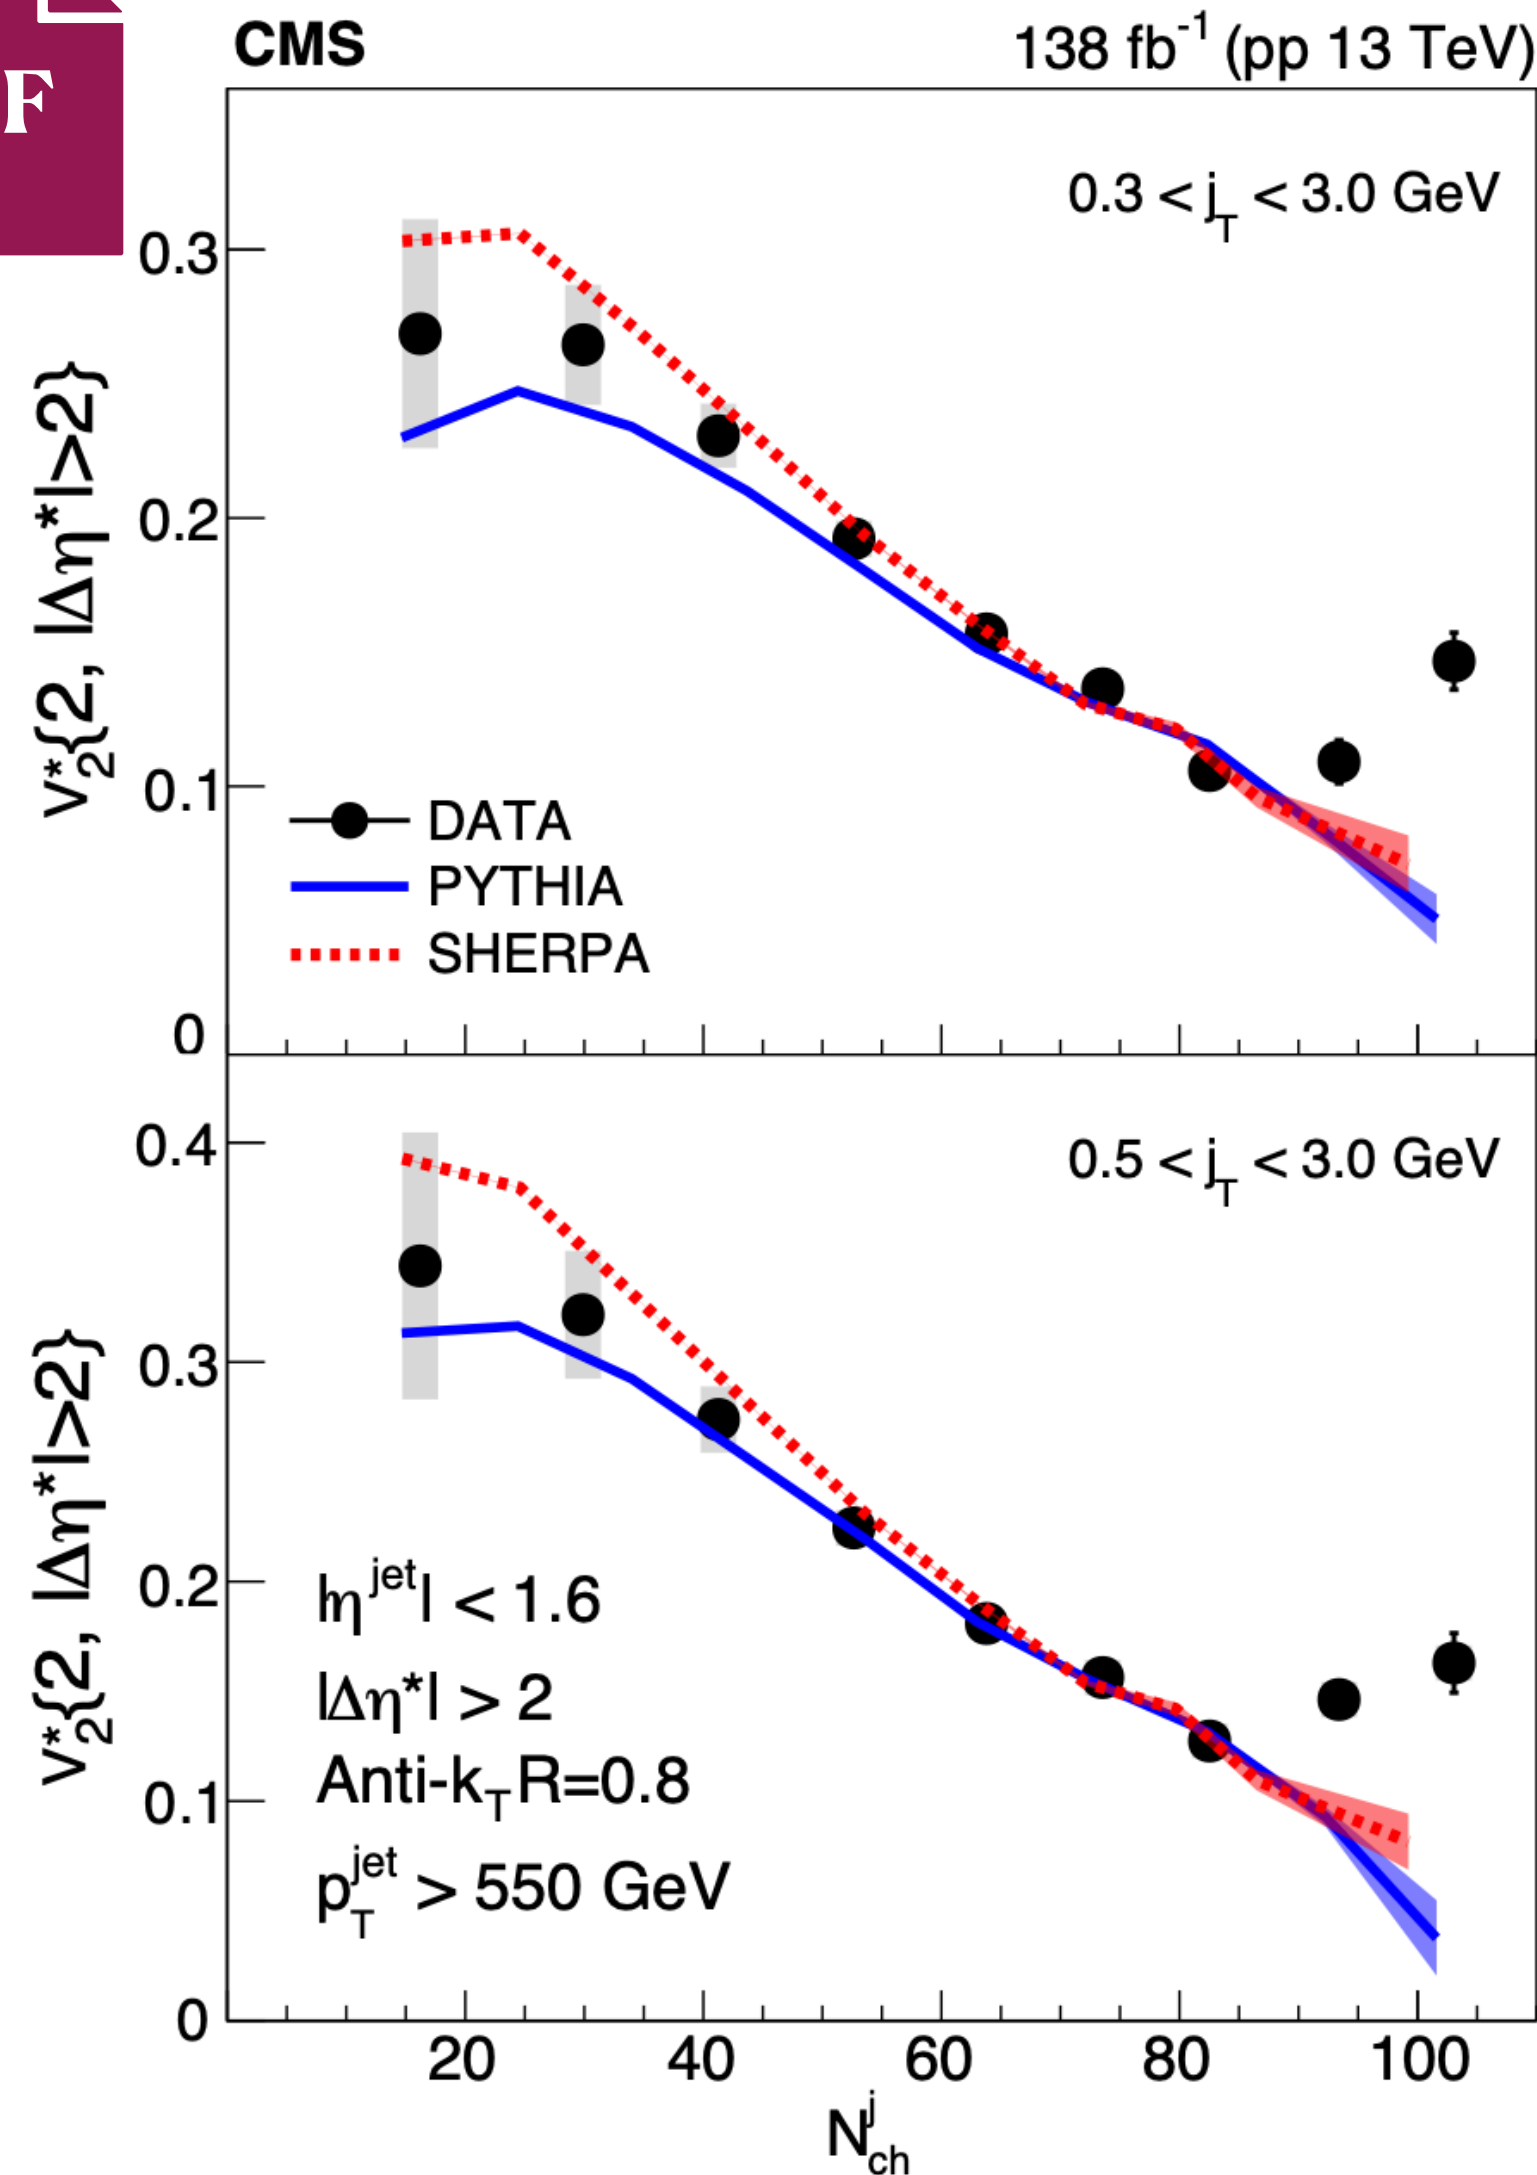 F
CMS
138 fb⁻¹ (pp 13 TeV)
0.3 < j_T < 3.0 GeV
0.3
0.2
0.1
0
v₂*{2, |Δη*|>2}
DATA
PYTHIA
SHERPA
0.5 < j_T < 3.0 GeV
0.4
0.3
0.2
0.1
0
v₂*{2, |Δη*|>2}
|η^jet| < 1.6
|Δη*| > 2
Anti-k_T R=0.8
p_T^jet > 550 GeV
20 40 60 80 100
N_ch^j